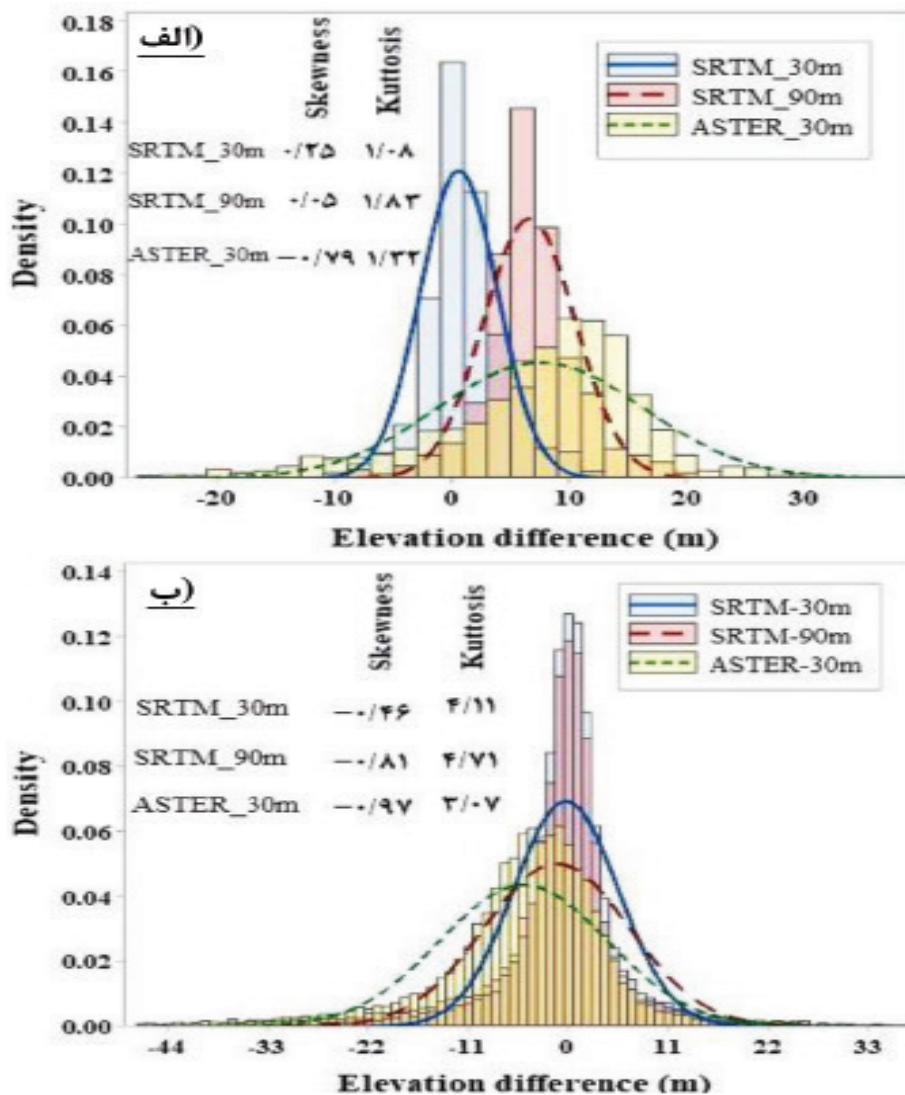 الف)
Skewness Kuttosis
SRTM_30m ۰/۲۵ ۱/۰۸
SRTM_90m ۰/۰۵ ۱/۸۳
ASTER_30m —۰/۷۹ ۱/۳۲
SRTM_30m
SRTM_90m
ASTER_30m
0.18
0.16
0.14
0.12
0.10
0.08
0.06
0.04
0.02
0.00
Density
-20 -10 0 10 20 30
Elevation difference (m)
ب)
Skewness Kuttosis
SRTM_30m —۰/۴۶ ۴/۱۱
SRTM_90m —۰/۸۱ ۴/۷۱
ASTER_30m —۰/۹۷ ۳/۰۷
SRTM-30m
SRTM-90m
ASTER-30m
0.14
0.12
0.10
0.08
0.06
0.04
0.02
0.00
Density
-44 -33 -22 -11 0 11 22 33
Elevation difference (m)